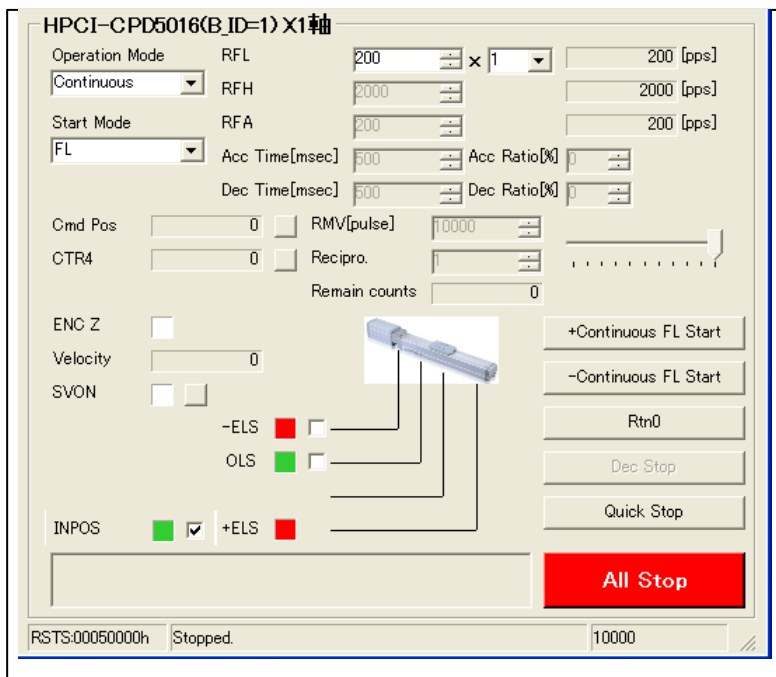 HPCI-CPD5016(B_ID=1) X1軸
Operation Mode RFL 200 × 1 200 [pps]
Continuous RFH 2000 2000 [pps]
Start Mode RFA 200 200 [pps]
FL Acc Time[msec] 500 Acc Ratio[%] 0
Dec Time[msec] 500 Dec Ratio[%] 0
Cmd Pos 0 RMV[pulse] 10000
CTR4 0 Recipro. 1
Remain counts 0
ENC Z +Continuous FL Start
Velocity 0 -Continuous FL Start
SVON
-ELS Rtn0
OLS Dec Stop
INPOS +ELS Quick Stop
All Stop
RSTS:00050000h Stopped. 10000